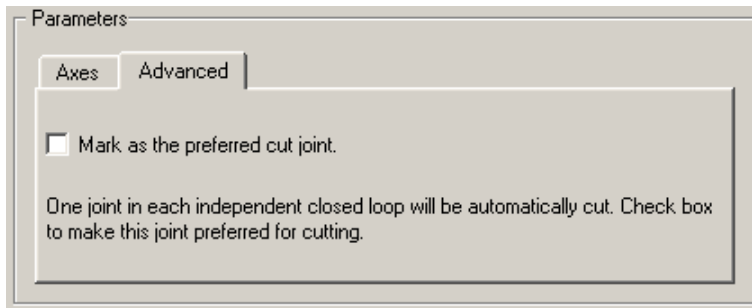 Parameters
Axes Advanced
Mark as the preferred cut joint.
One joint in each independent closed loop will be automatically cut. Check box
to make this joint preferred for cutting.